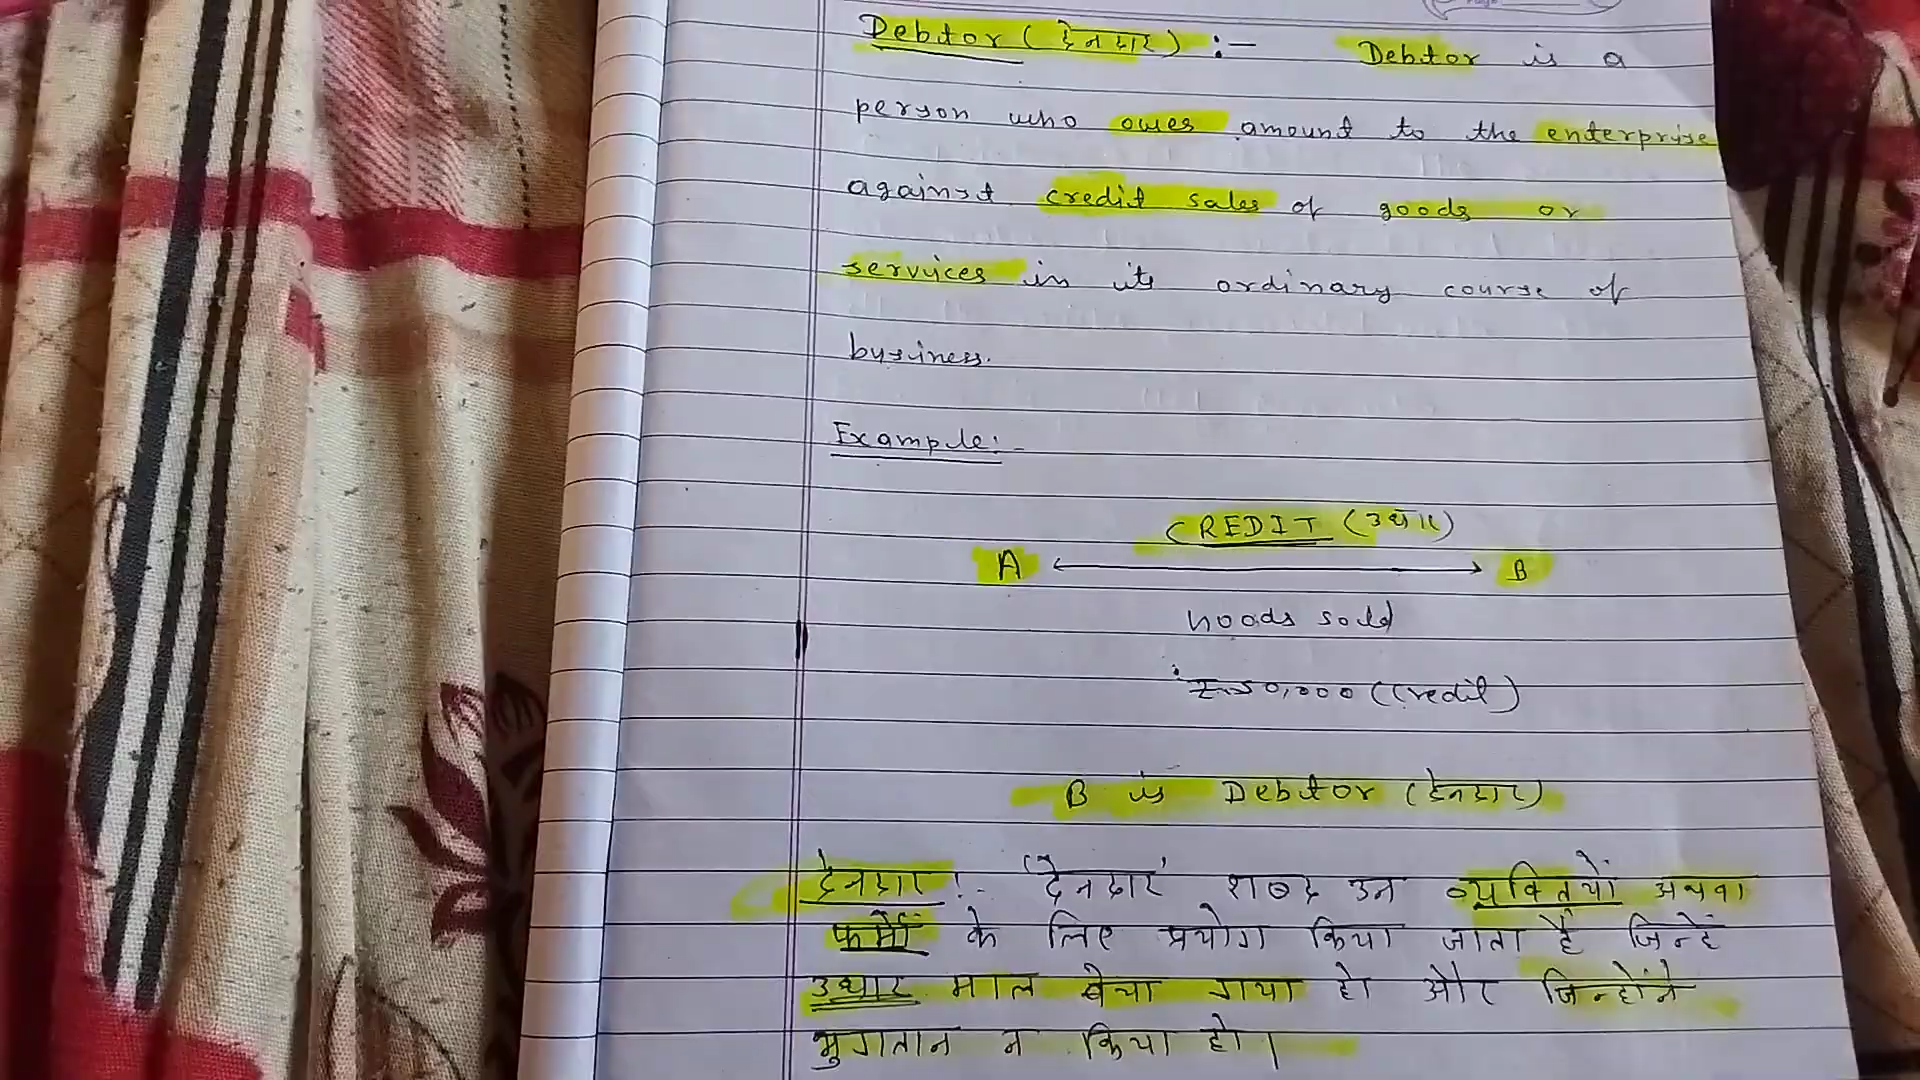 Debtor (देनदार) :- Debtor is a
person who owes amount to the enterprise
against credit sales of goods or
services in its ordinary course of
business.
Example:-
CREDIT (उधार)
A B
Goods sold
₹50,000 (Credit)
B is Debtor (देनदार)
देनदार :- 'देनदार' शब्द उन व्यक्तियों अथवा
फर्मों के लिए प्रयोग किया जाता है जिन्हें
उधार माल बेचा गया हो और जिन्होंने
भुगतान न किया हो।